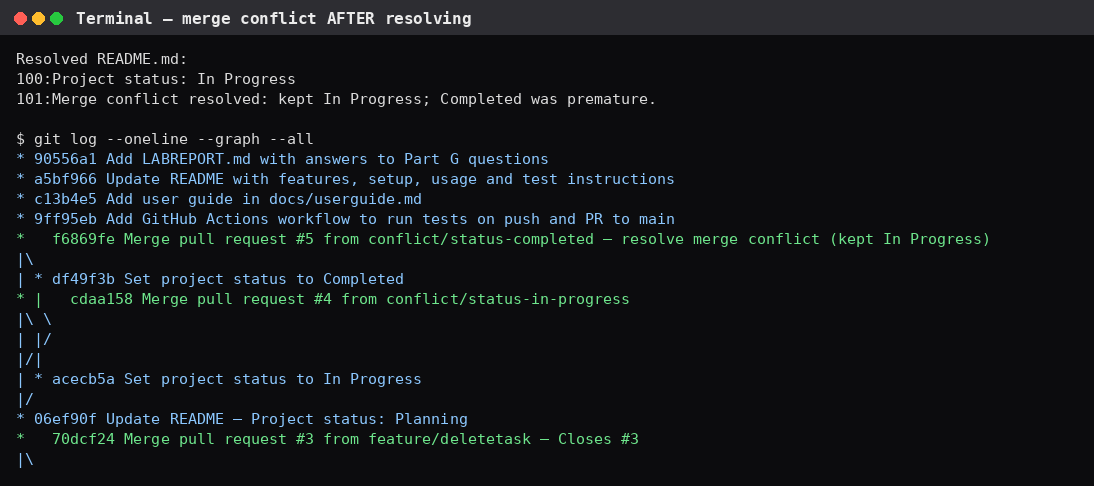 Terminal — merge conflict AFTER resolving
Resolved README.md:
100:Project status: In Progress
101:Merge conflict resolved: kept In Progress; Completed was premature.
$ git log --oneline --graph --all
* 90556a1 Add LABREPORT.md with answers to Part G questions
* a5bf966 Update README with features, setup, usage and test instructions
* c13b4e5 Add user guide in docs/userguide.md
* 9ff95eb Add GitHub Actions workflow to run tests on push and PR to main
*   f6869fe Merge pull request #5 from conflict/status-completed — resolve merge conflict (kept In Progress)
|\
| * df49f3b Set project status to Completed
* |   cdaa158 Merge pull request #4 from conflict/status-in-progress
|\ \
| |/
|/|
| * acecb5a Set project status to In Progress
|/
* 06ef90f Update README — Project status: Planning
*   70dcf24 Merge pull request #3 from feature/deletetask — Closes #3
|\